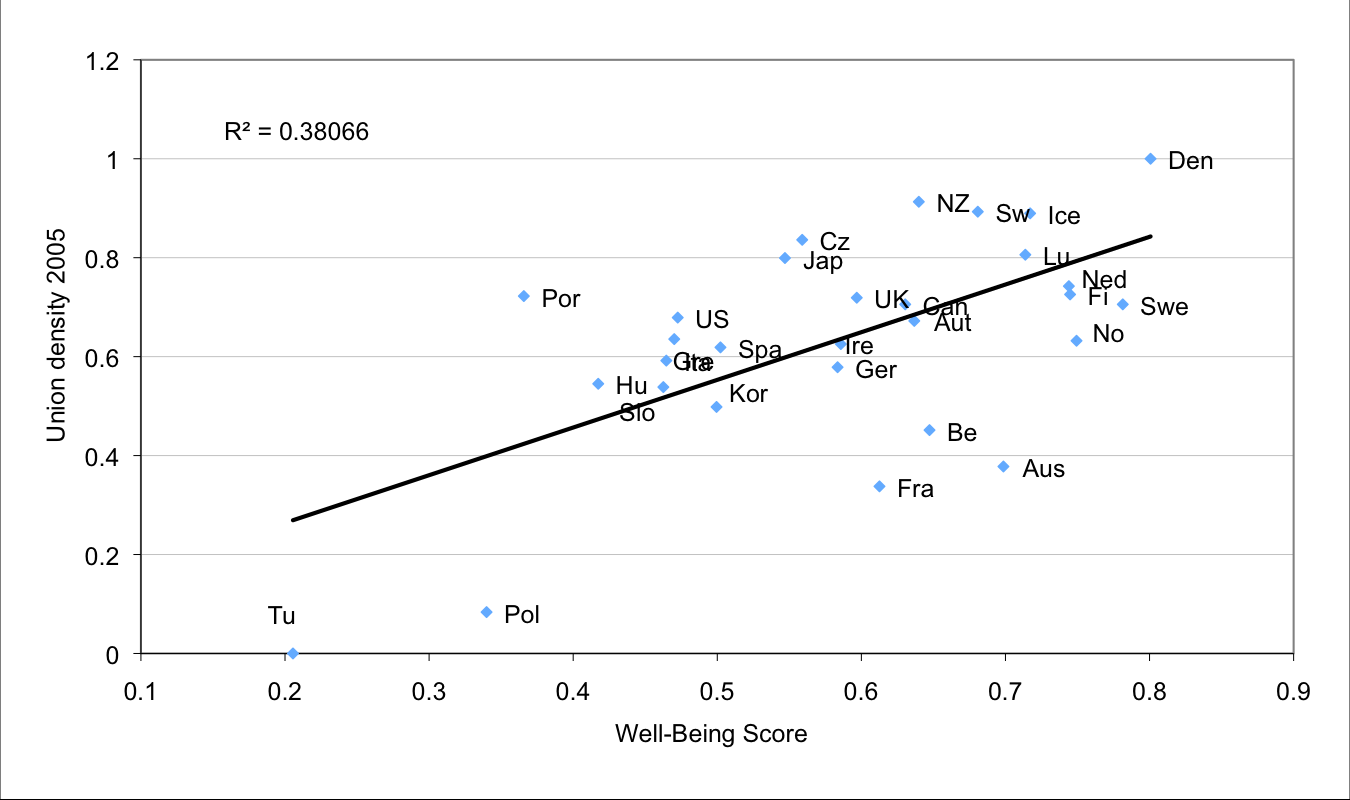 1.2
R² = 0.38066
1
Den
NZ
Sw
Ice
Cz
Jap
0.8
Lu
Ned
Fi
Por
UK
Can
Swe
US
Aut
No
Spa
Ire
0.6
Gre
Ita
Ger
Hu
Kor
Slo
Be
0.4
Aus
Fra
0.2
Tu
Pol
0
Union density 2005
0.1 0.2 0.3 0.4 0.5 0.6 0.7 0.8 0.9
Well-Being Score